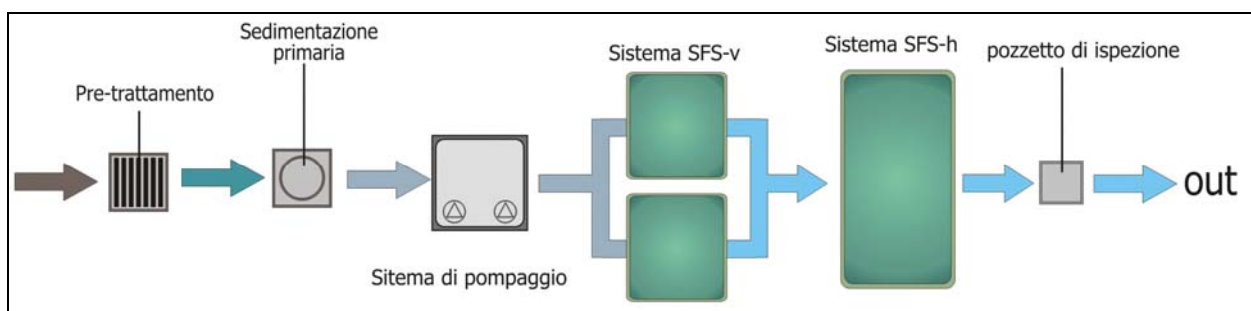 Pre-trattamento
Sedimentazione
primaria
Sitema di pompaggio
Sistema SFS-v
Sistema SFS-h
pozzetto di ispezione
out